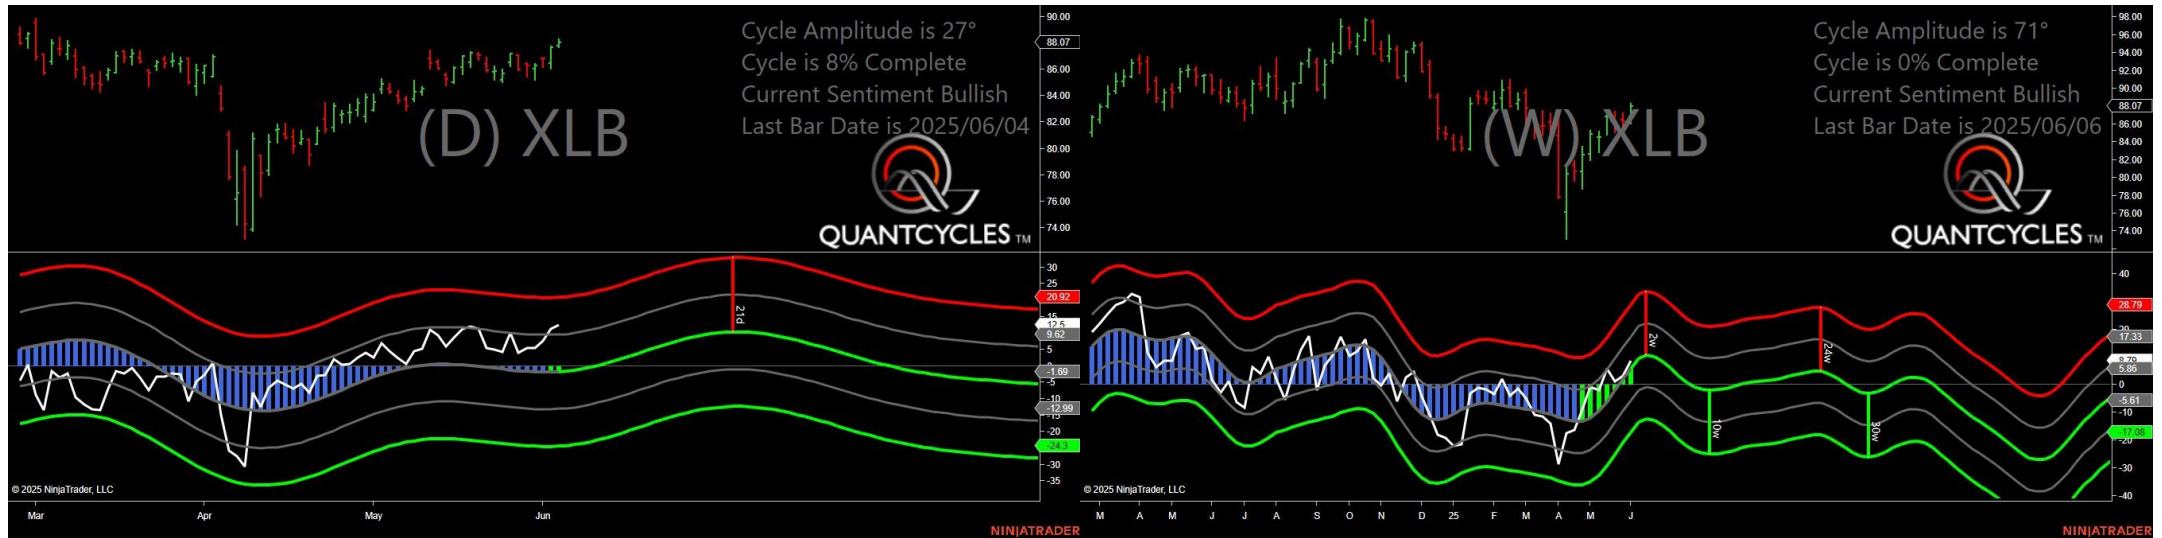 Cycle Amplitude is 27°
Cycle is 8% Complete
Current Sentiment Bullish
Last Bar Date is 2025/06/04
(D) XLB
QUANTCYCLES TM
90.00
88.07
86.00
84.00
82.00
80.00
78.00
76.00
74.00
21d
30
25
20.92
15
12.5
9.62
5
0
-1.69
-5
-10
-12.99
-15
-20
-24.3
-30
-35
© 2025 NinjaTrader, LLC
Mar Apr May Jun
NINJATRADER
Cycle Amplitude is 71°
Cycle is 0% Complete
Current Sentiment Bullish
Last Bar Date is 2025/06/06
(W) XLB
QUANTCYCLES TM
98.00
96.00
94.00
92.00
90.00
88.07
86.00
84.00
82.00
80.00
78.00
76.00
74.00
2w
10w
24w
30w
40
28.79
20
17.33
9.79
5.86
0
-5.61
-10
-17.08
-20
-30
-40
© 2025 NinjaTrader, LLC
M A M J J A S O N D 25 F M A M J
NINJATRADER